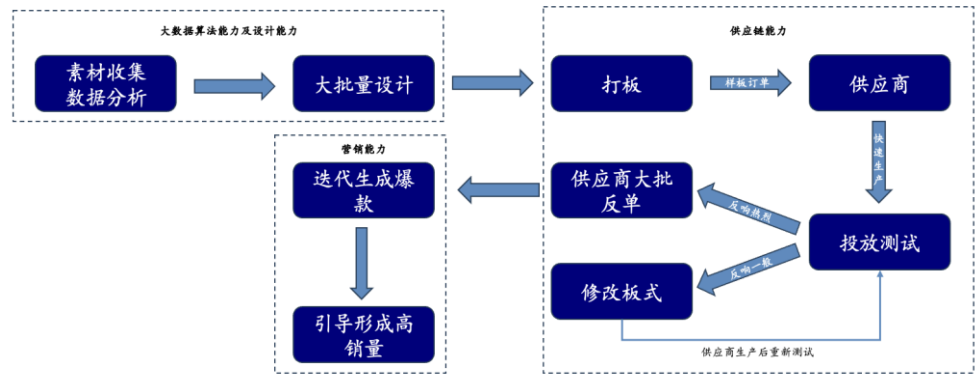 大数据算法能力及设计能力
素材收集
数据分析
大批量设计
供应链能力
打板
样板订单
供应商
快速生产
投放测试
反响热烈
反响一般
供应商大批
反单
修改板式
供应商生产后重新测试
营销能力
迭代生成爆
款
引导形成高
销量